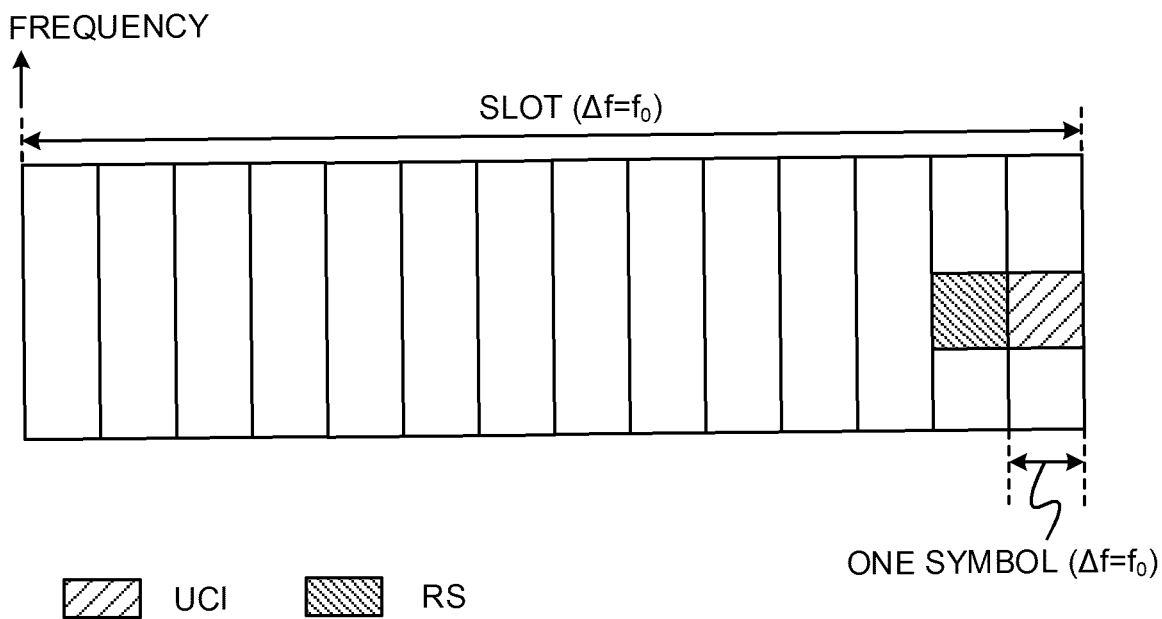 FREQUENCY
SLOT (Δf=f₀)
ONE SYMBOL (Δf=f₀)
UCI
RS